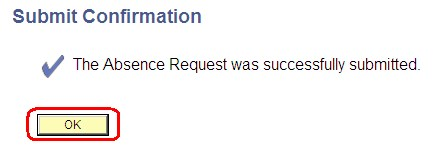 Submit Confirmation
The Absence Request was successfully submitted.
OK